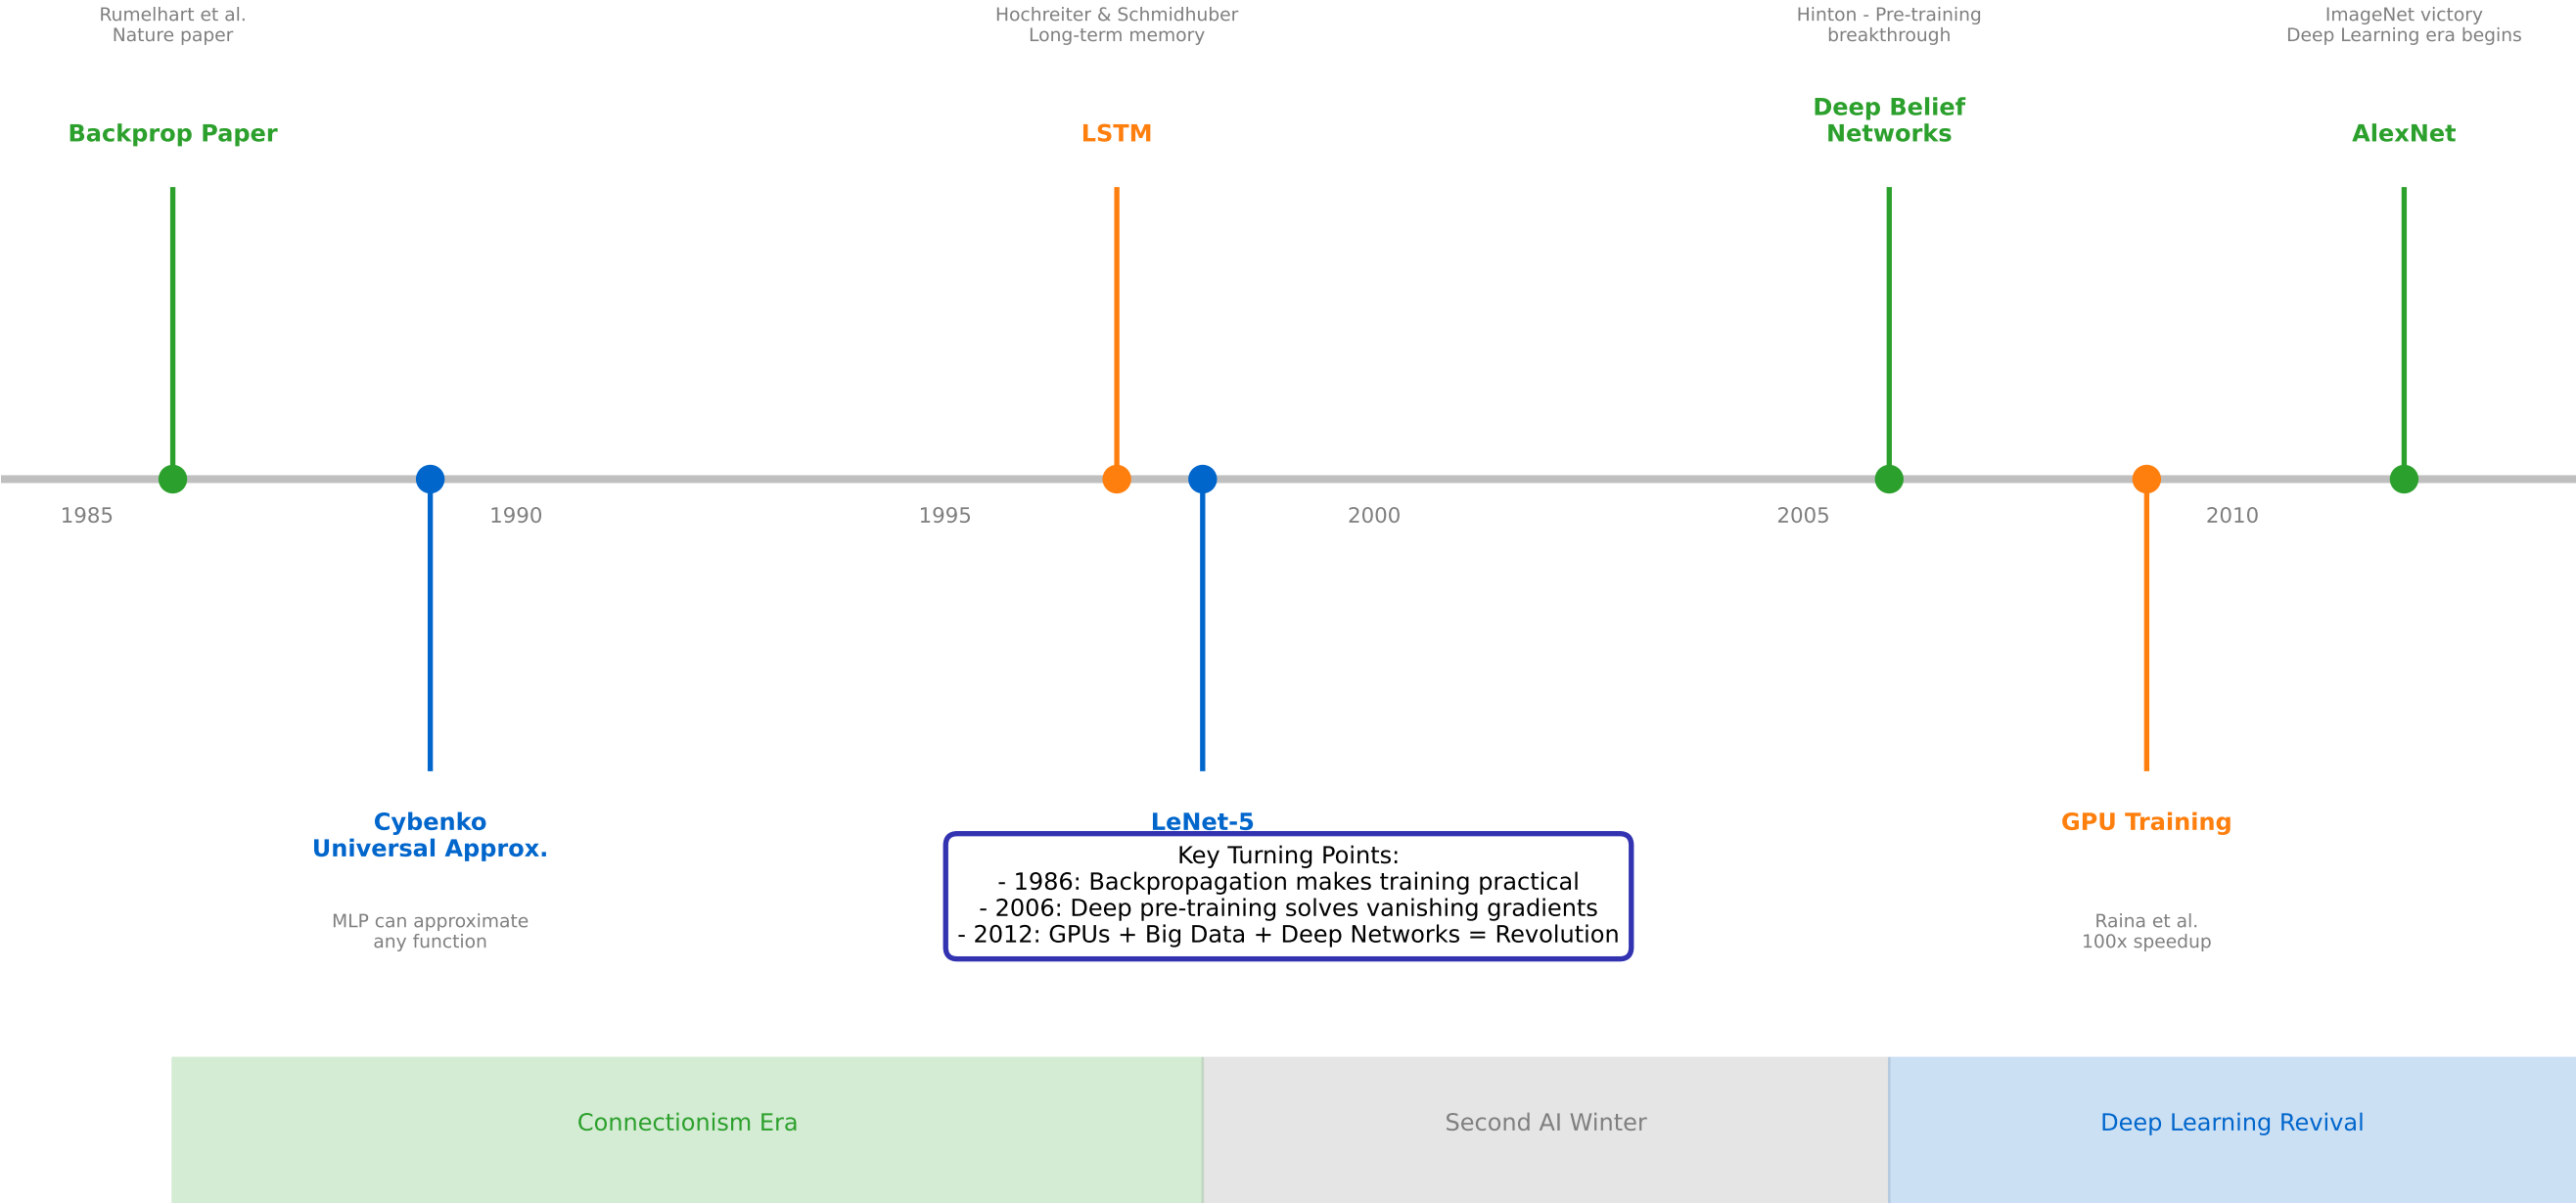 Rumelhart et al.
Nature paper
Hochreiter & Schmidhuber
Long-term memory
Hinton - Pre-training
breakthrough
ImageNet victory
Deep Learning era begins
Backprop Paper
LSTM
Deep Belief
Networks
AlexNet
1985
1990
1995
2000
2005
2010
Cybenko
Universal Approx.
LeNet-5
GPU Training
MLP can approximate
any function
Key Turning Points:
- 1986: Backpropagation makes training practical
- 2006: Deep pre-training solves vanishing gradients
- 2012: GPUs + Big Data + Deep Networks = Revolution
Raina et al.
100x speedup
Connectionism Era
Second AI Winter
Deep Learning Revival